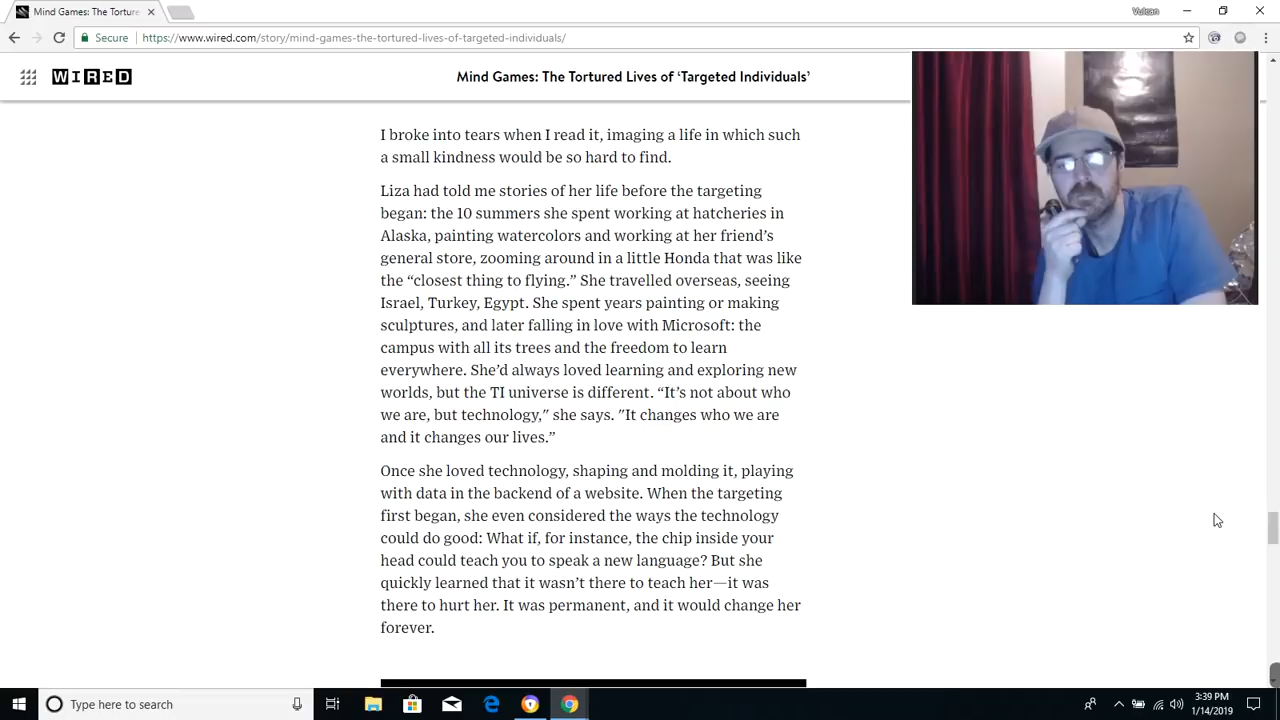 Mind Games: The Torture
Vulcan
Secure
https://www.wired.com/story/mind-games-the-tortured-lives-of-targeted-individuals/
WIRED
Mind Games: The Tortured Lives of ‘Targeted Individuals’
I broke into tears when I read it, imaging a life in which such
a small kindness would be so hard to find.
Liza had told me stories of her life before the targeting
began: the 10 summers she spent working at hatcheries in
Alaska, painting watercolors and working at her friend’s
general store, zooming around in a little Honda that was like
the “closest thing to flying.” She travelled overseas, seeing
Israel, Turkey, Egypt. She spent years painting or making
sculptures, and later falling in love with Microsoft: the
campus with all its trees and the freedom to learn
everywhere. She’d always loved learning and exploring new
worlds, but the TI universe is different. “It’s not about who
we are, but technology," she says. "It changes who we are
and it changes our lives.”
Once she loved technology, shaping and molding it, playing
with data in the backend of a website. When the targeting
first began, she even considered the ways the technology
could do good: What if, for instance, the chip inside your
head could teach you to speak a new language? But she
quickly learned that it wasn’t there to teach her—it was
there to hurt her. It was permanent, and it would change her
forever.
Type here to search
3:39 PM
1/14/2019